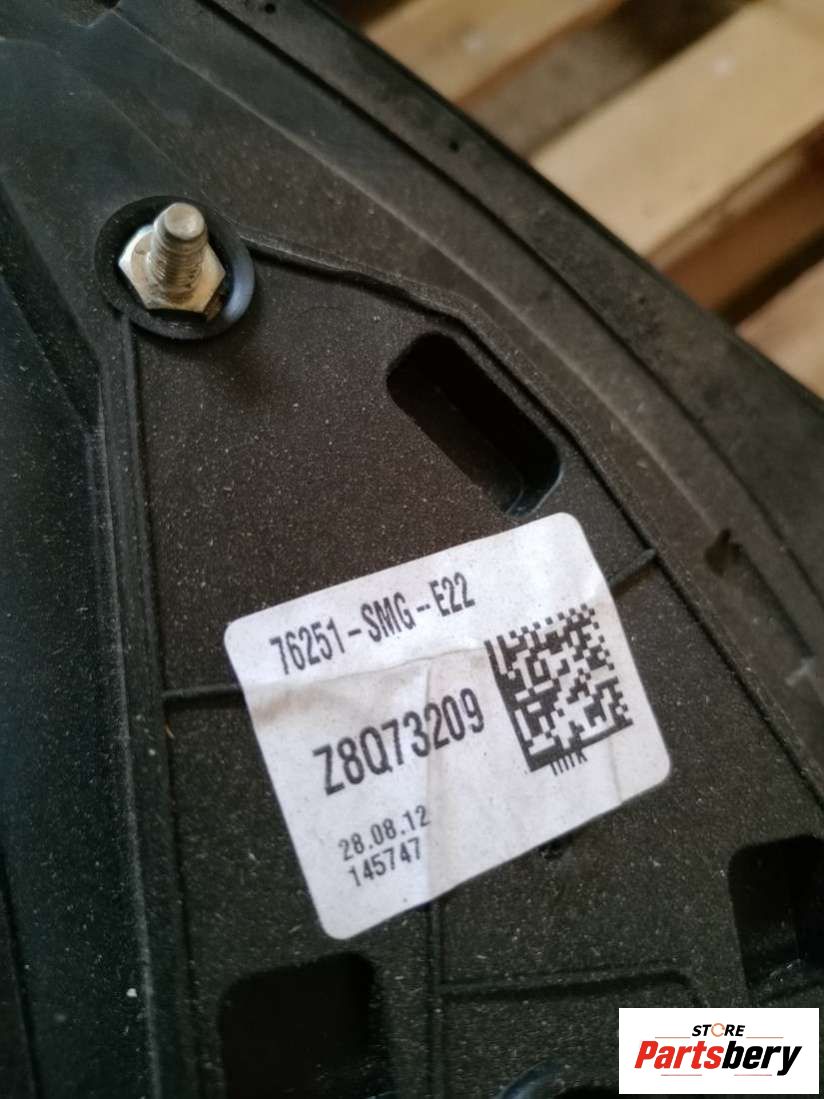 76251-SMG-E22
Z8Q73209
28.08.12
145747
STORE
Partsbery